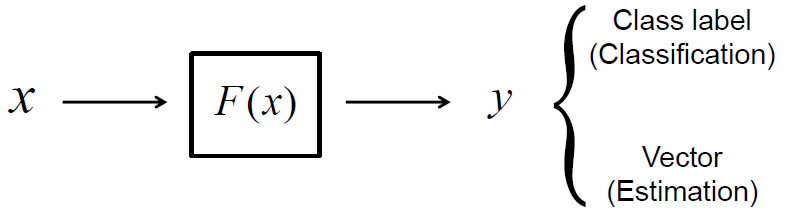 x
F(x)
y
Class label
(Classification)
Vector
(Estimation)